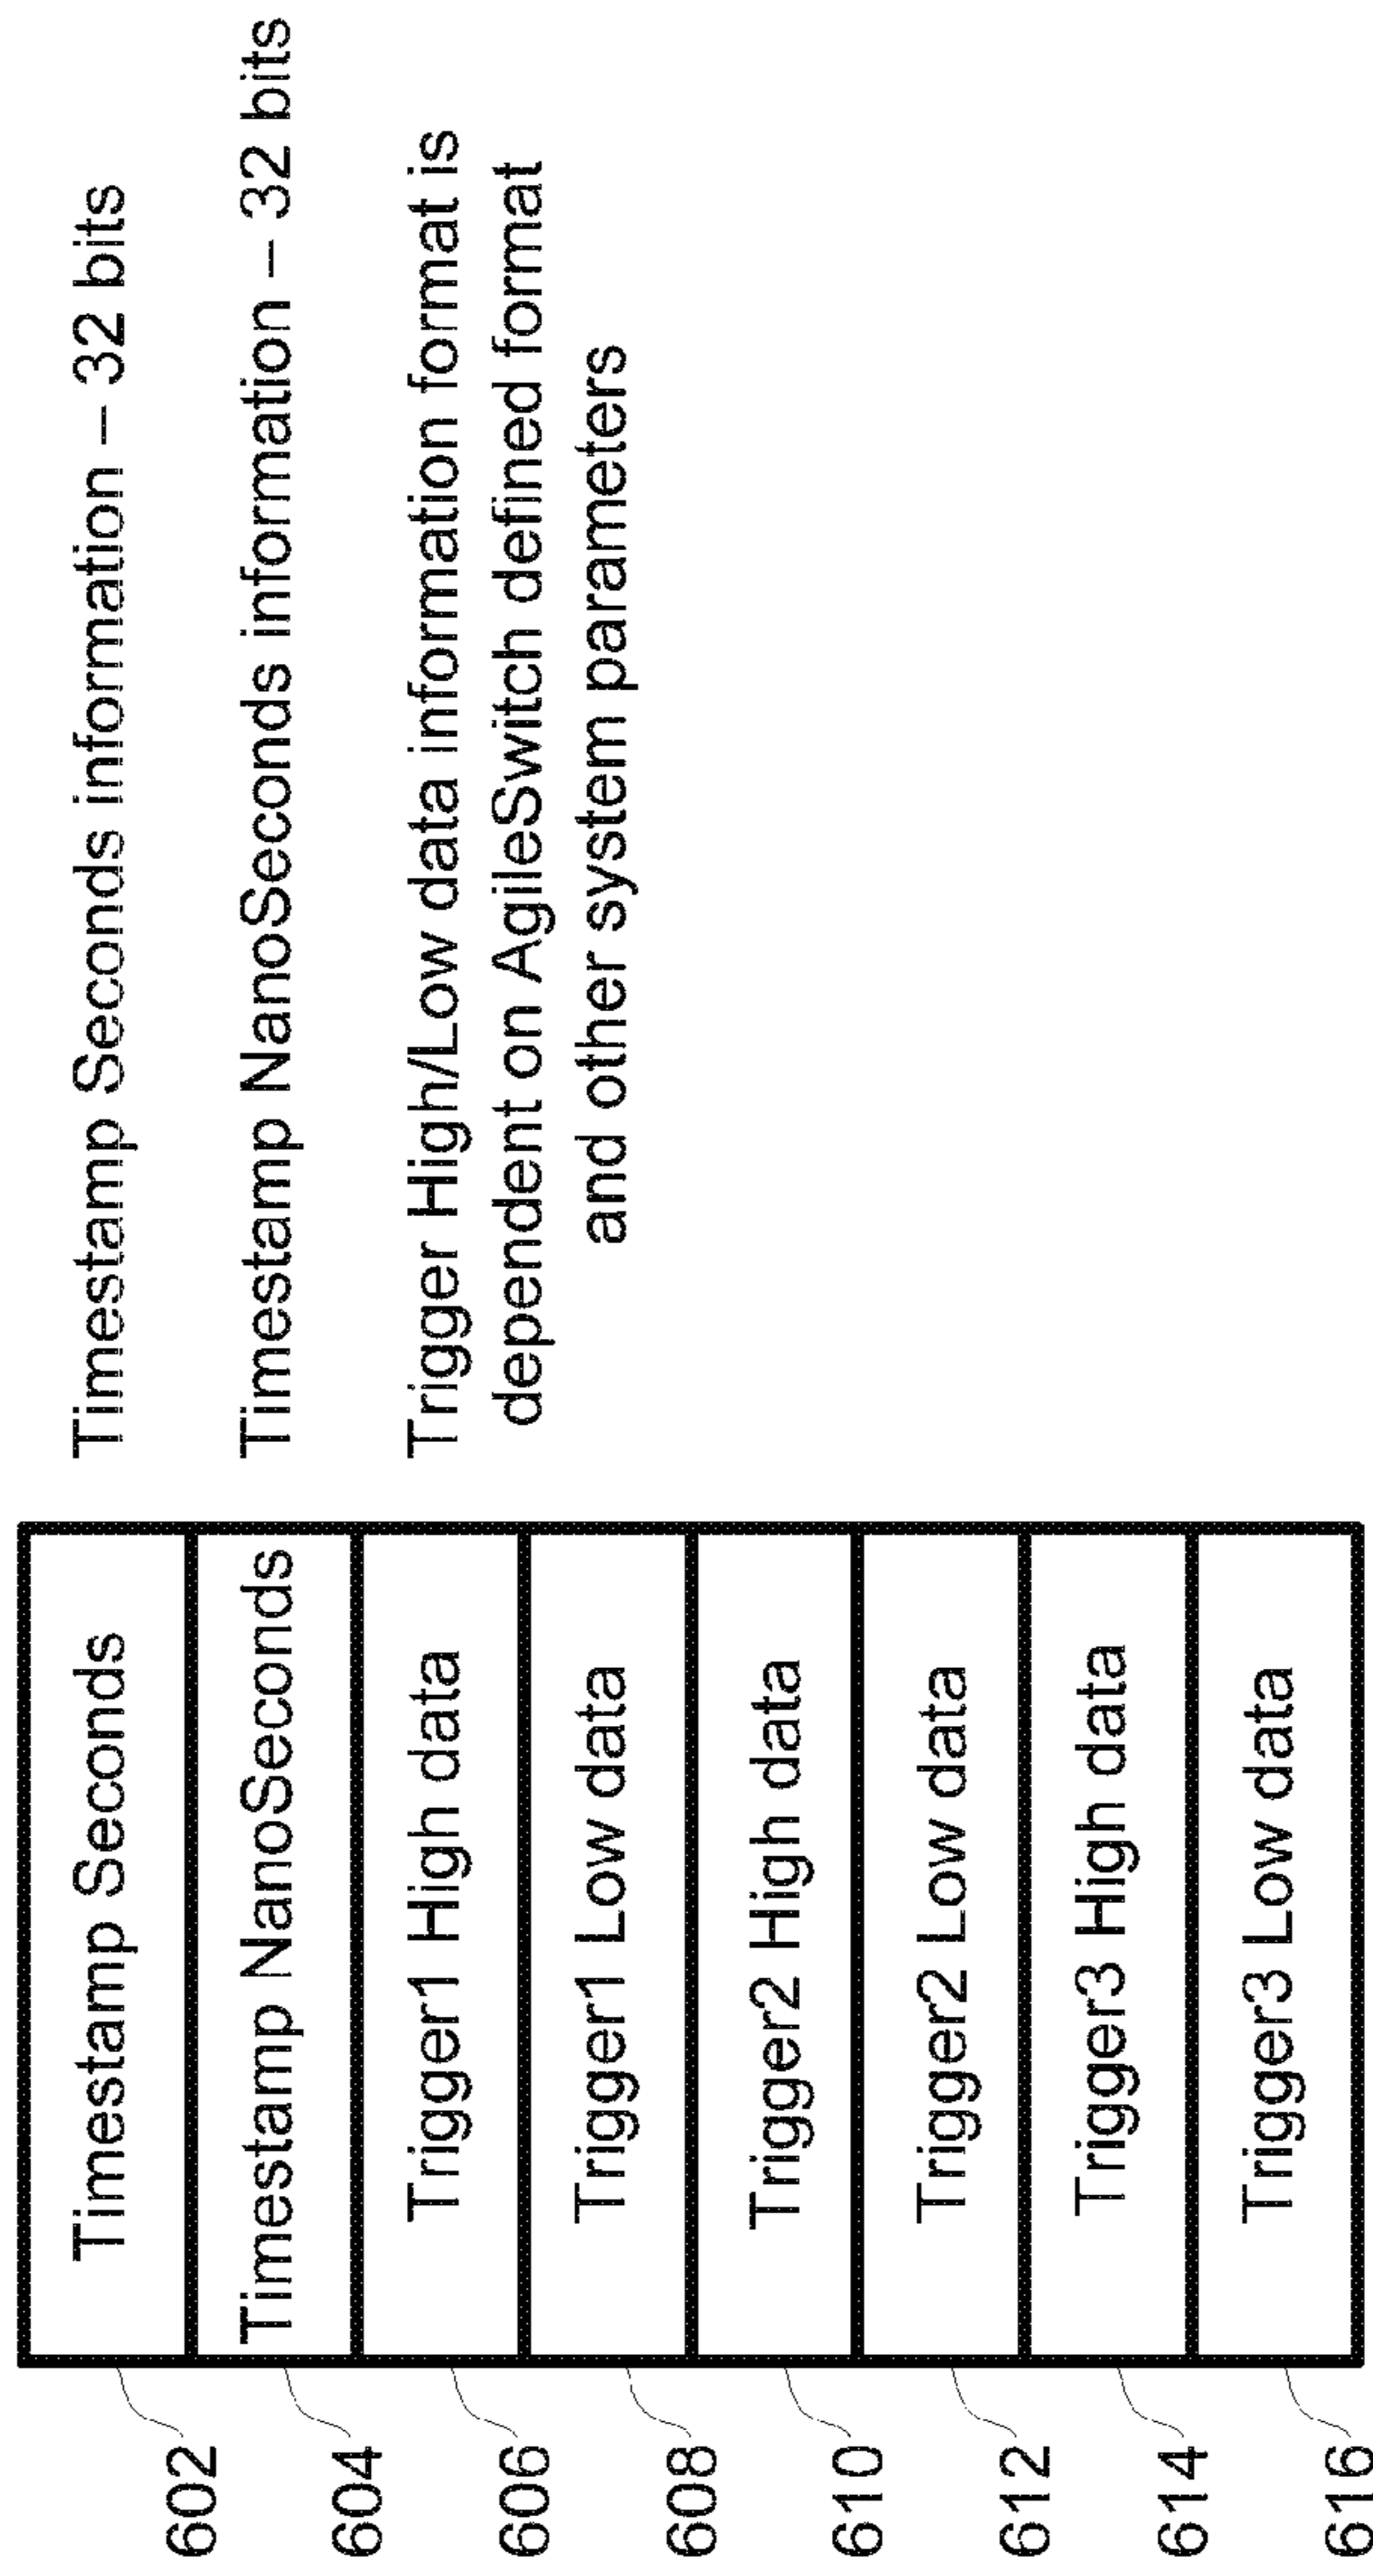 602
Timestamp Seconds
Timestamp Seconds information – 32 bits
604
Timestamp NanoSeconds
Timestamp NanoSeconds information – 32 bits
606
Trigger1 High data
Trigger High/Low data information format is
dependent on AgileSwitch defined format
and other system parameters
608
Trigger1 Low data
610
Trigger2 High data
612
Trigger2 Low data
614
Trigger3 High data
616
Trigger3 Low data